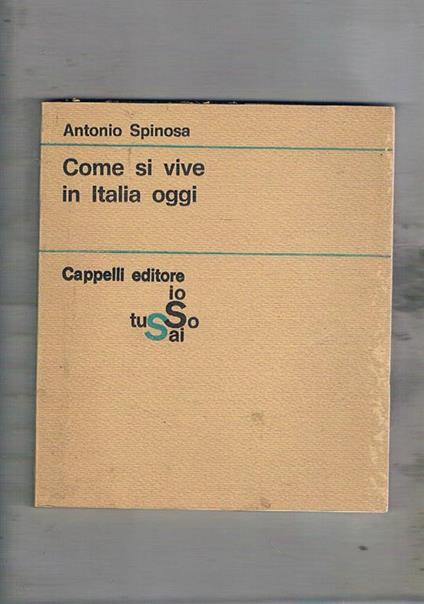 Antonio Spinosa
Come si vive
in Italia oggi
Cappelli editore
io So
tu Sai